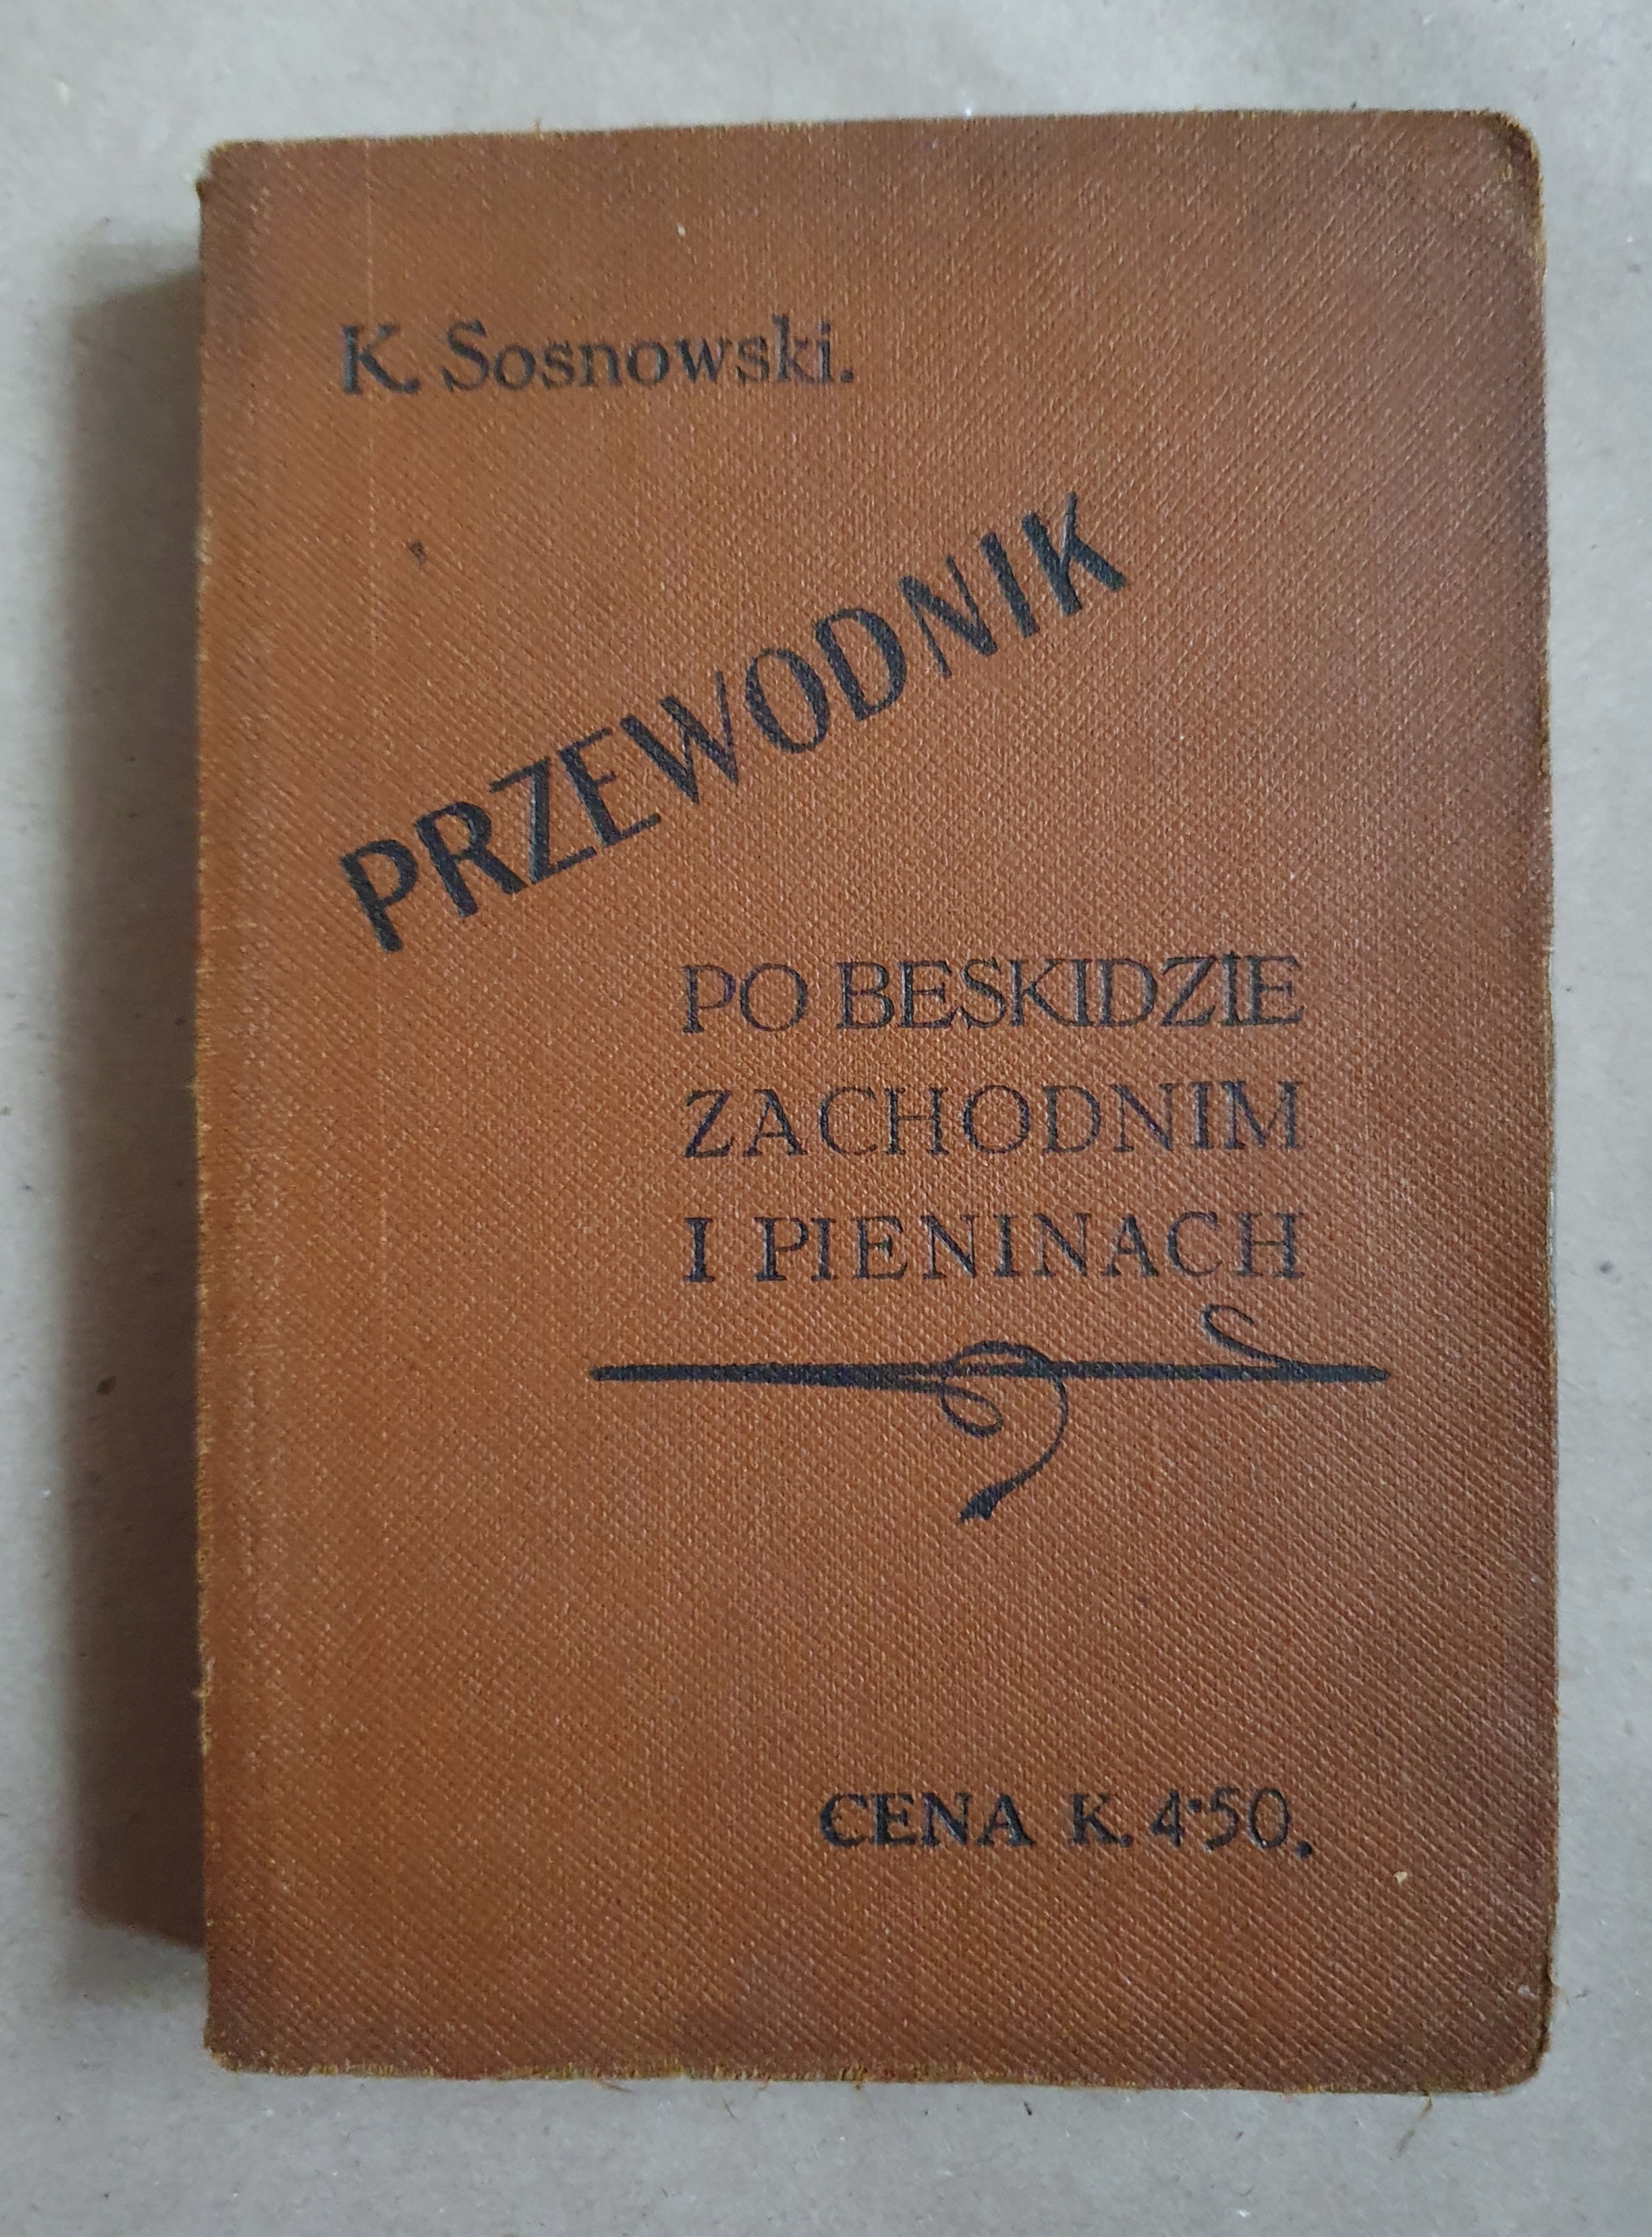 K. Sosnowski.
PRZEWODNIK
PO BESKIDZIE
ZACHODNIM
I PIENINACH
CENA K. 4·50.